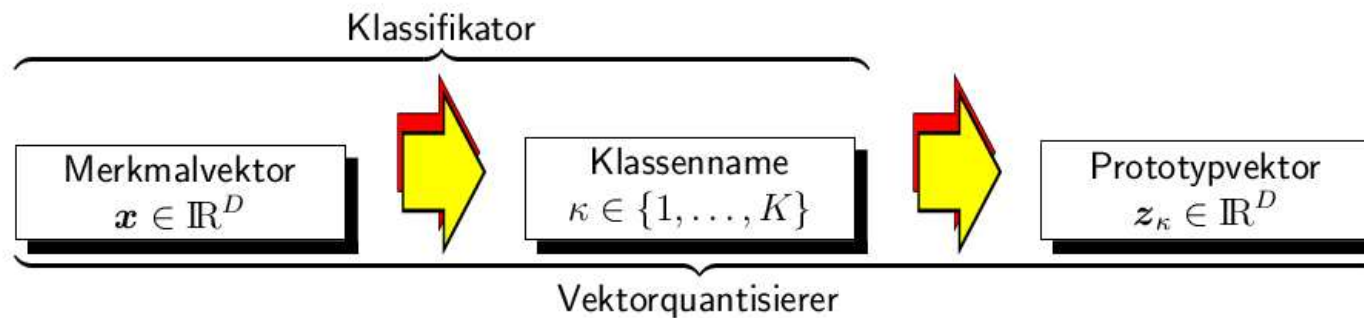 Klassifikator
Merkmalvektor
x ∈ ℝ^D
Klassenname
κ ∈ {1, . . . , K}
Prototypvektor
z_κ ∈ ℝ^D
Vektorquantisierer